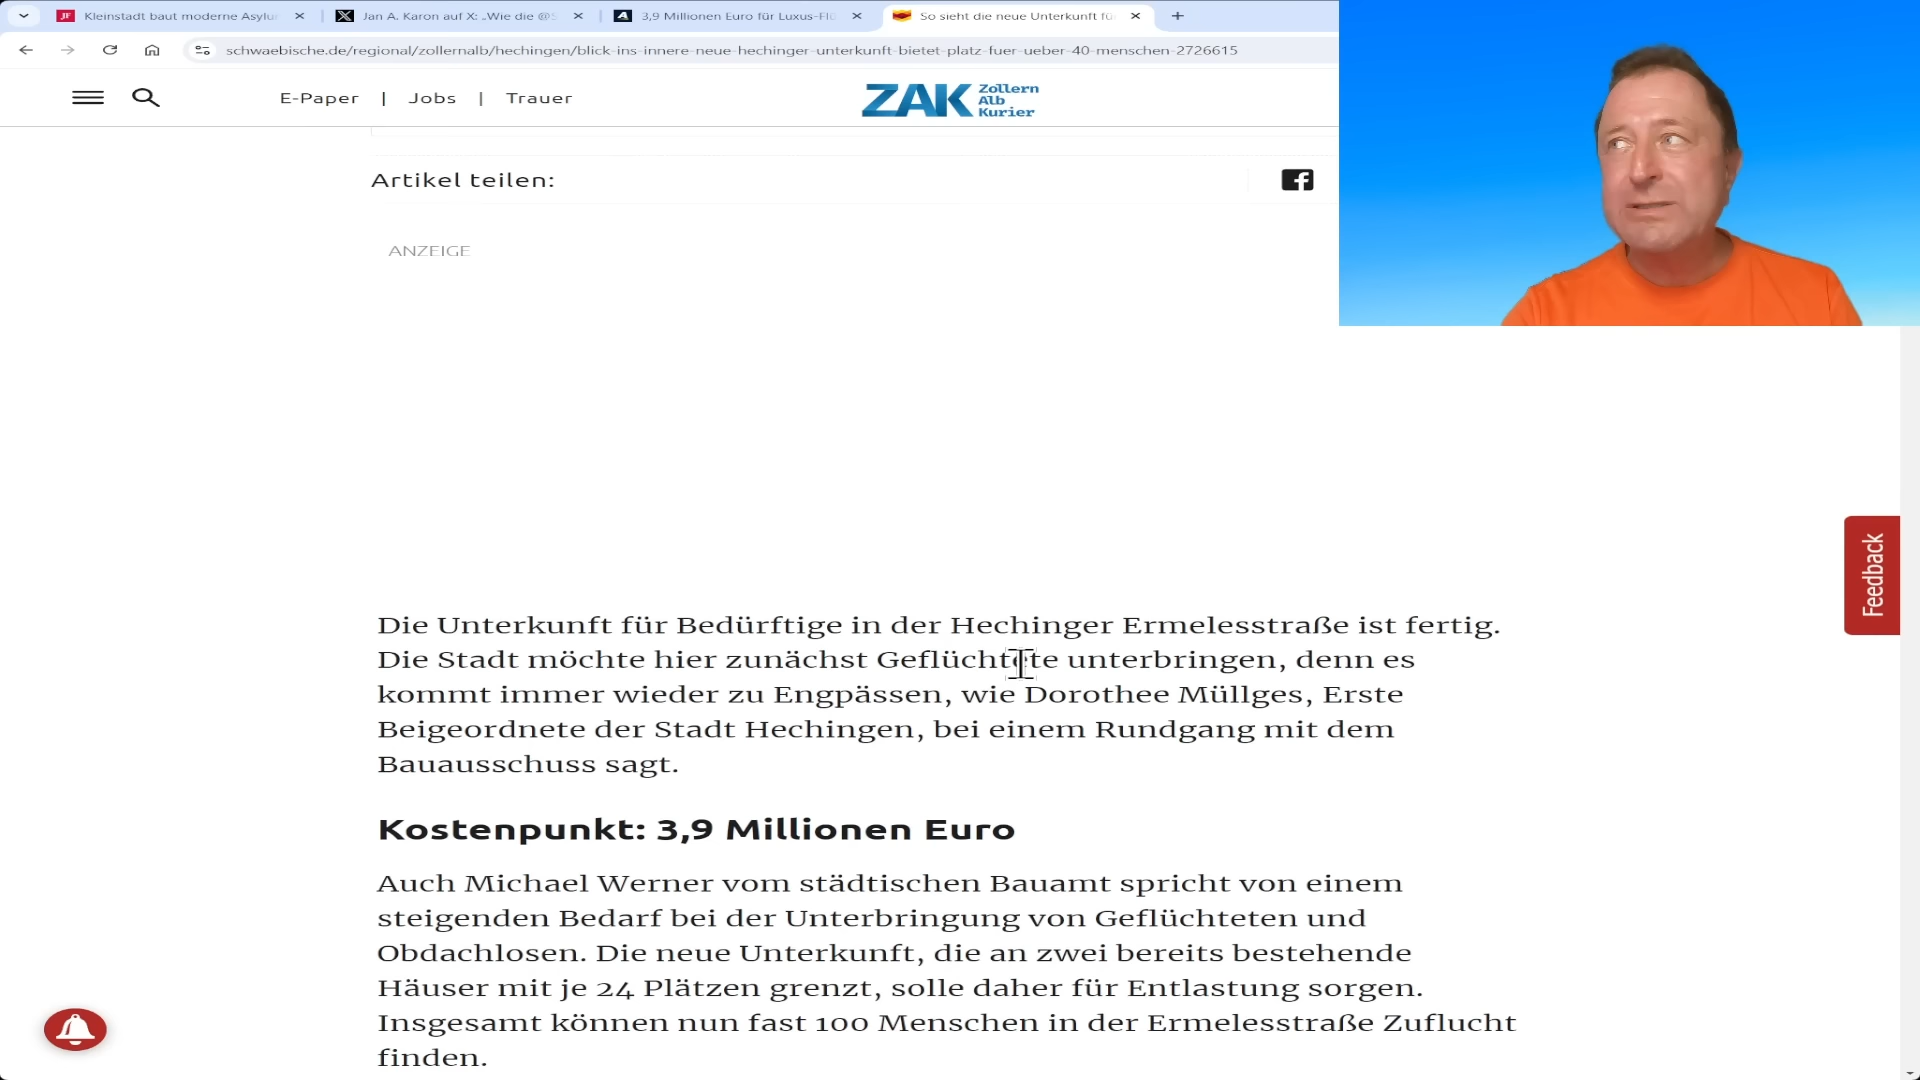 JF Kleinstadt baut moderne Asylu
Jan A. Karon auf X: „Wie die @S
A 3,9 Millionen Euro für Luxus-Flü
So sieht die neue Unterkunft fü
schwaebische.de/regional/zollernalb/hechingen/blick-ins-innere-neue-hechinger-unterkunft-bietet-platz-fuer-ueber-40-menschen-2726615
E-Paper | Jobs | Trauer
ZAK Zollern
Alb
Kurier
Artikel teilen:
ANZEIGE
Feedback
Die Unterkunft für Bedürftige in der Hechinger Ermelesstraße ist fertig.
Die Stadt möchte hier zunächst Geflüchtete unterbringen, denn es
kommt immer wieder zu Engpässen, wie Dorothee Müllges, Erste
Beigeordnete der Stadt Hechingen, bei einem Rundgang mit dem
Bauausschuss sagt.
Kostenpunkt: 3,9 Millionen Euro
Auch Michael Werner vom städtischen Bauamt spricht von einem
steigenden Bedarf bei der Unterbringung von Geflüchteten und
Obdachlosen. Die neue Unterkunft, die an zwei bereits bestehende
Häuser mit je 24 Plätzen grenzt, solle daher für Entlastung sorgen.
Insgesamt können nun fast 100 Menschen in der Ermelesstraße Zuflucht
finden.